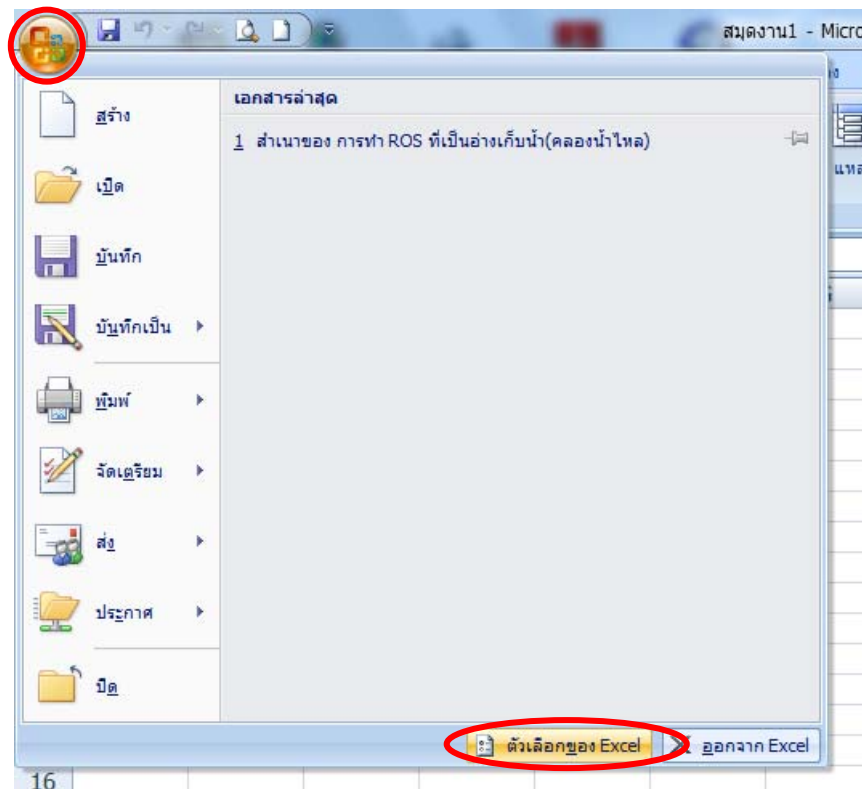 สมุดงาน1 - Micro
เอกสารล่าสุด
1 สำเนาของ การทำ ROS ที่เป็นอ่างเก็บน้ำ(คลองน้ำไหล)
สร้าง
เปิด
บันทึก
บันทึกเป็น
พิมพ์
จัดเตรียม
ส่ง
ประกาศ
ปิด
ตัวเลือกของ Excel
ออกจาก Excel
16